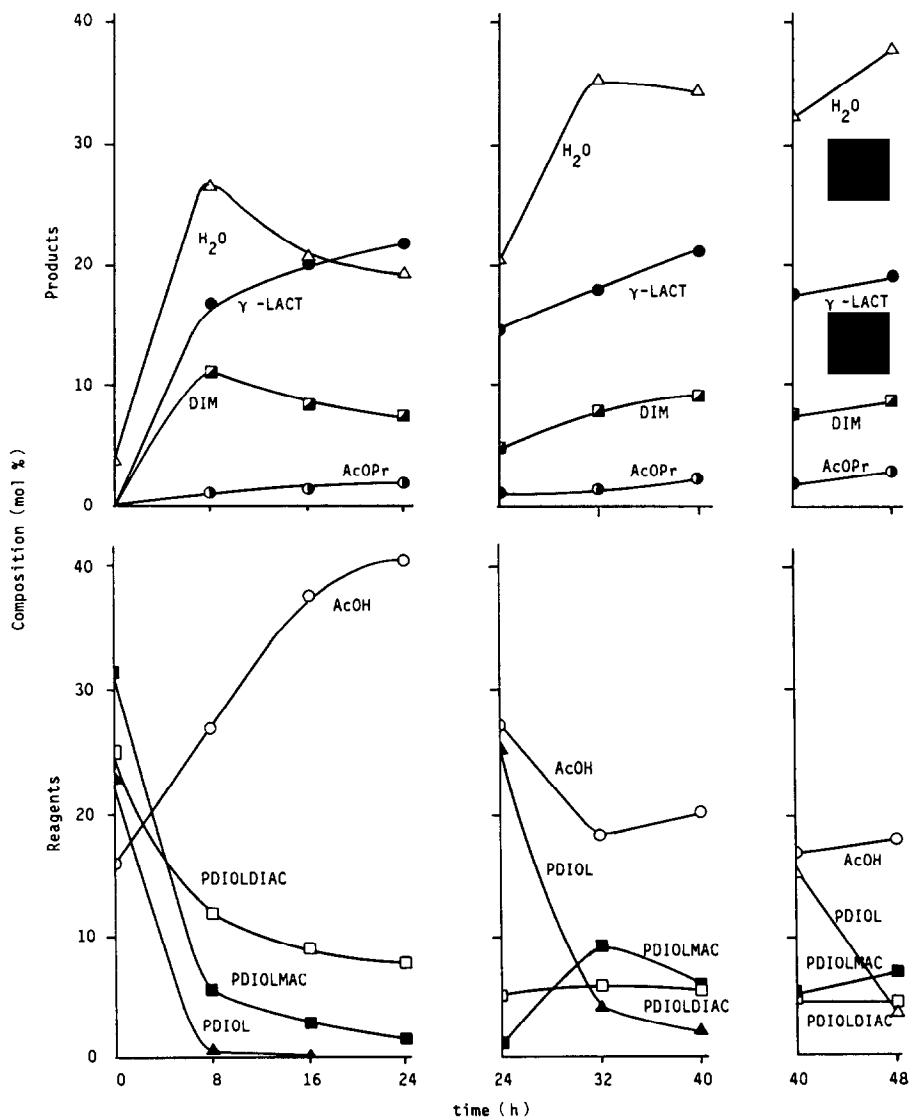 40
30
20
10
0
Products
H₂O
γ-LACT
DIM
AcOPr
H₂O
γ-LACT
DIM
AcOPr
H₂O
γ-LACT
DIM
AcOPr
Composition (mol %)
40
30
20
10
0
Reagents
AcOH
PDIOLDIAC
PDIOLMAC
PDIOL
AcOH
PDIOL
PDIOLMAC
PDIOLDIAC
AcOH
PDIOL
PDIOLMAC
PDIOLDIAC
0 8 16 24 24 32 40 40 48
time (h)